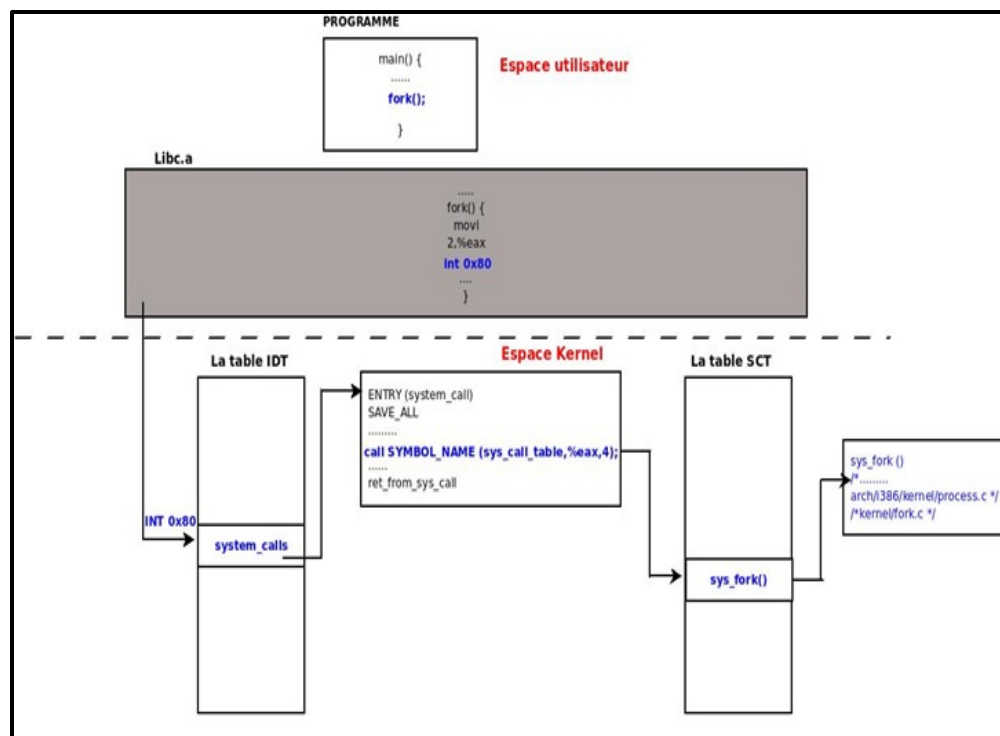 PROGRAMME
main() {
......
fork();
}
Espace utilisateur
Libc.a
.....
fork() {
movl
2,%eax
Int 0x80
....
}
Espace Kernel
La table IDT
INT 0x80
system_calls
ENTRY (system_call)
SAVE_ALL
.........
call SYMBOL_NAME (sys_call_table,%eax,4);
......
ret_from_sys_call
La table SCT
sys_fork()
sys_fork ()
/*.........
arch/i386/kernel/process.c */
/*kernel/fork.c */